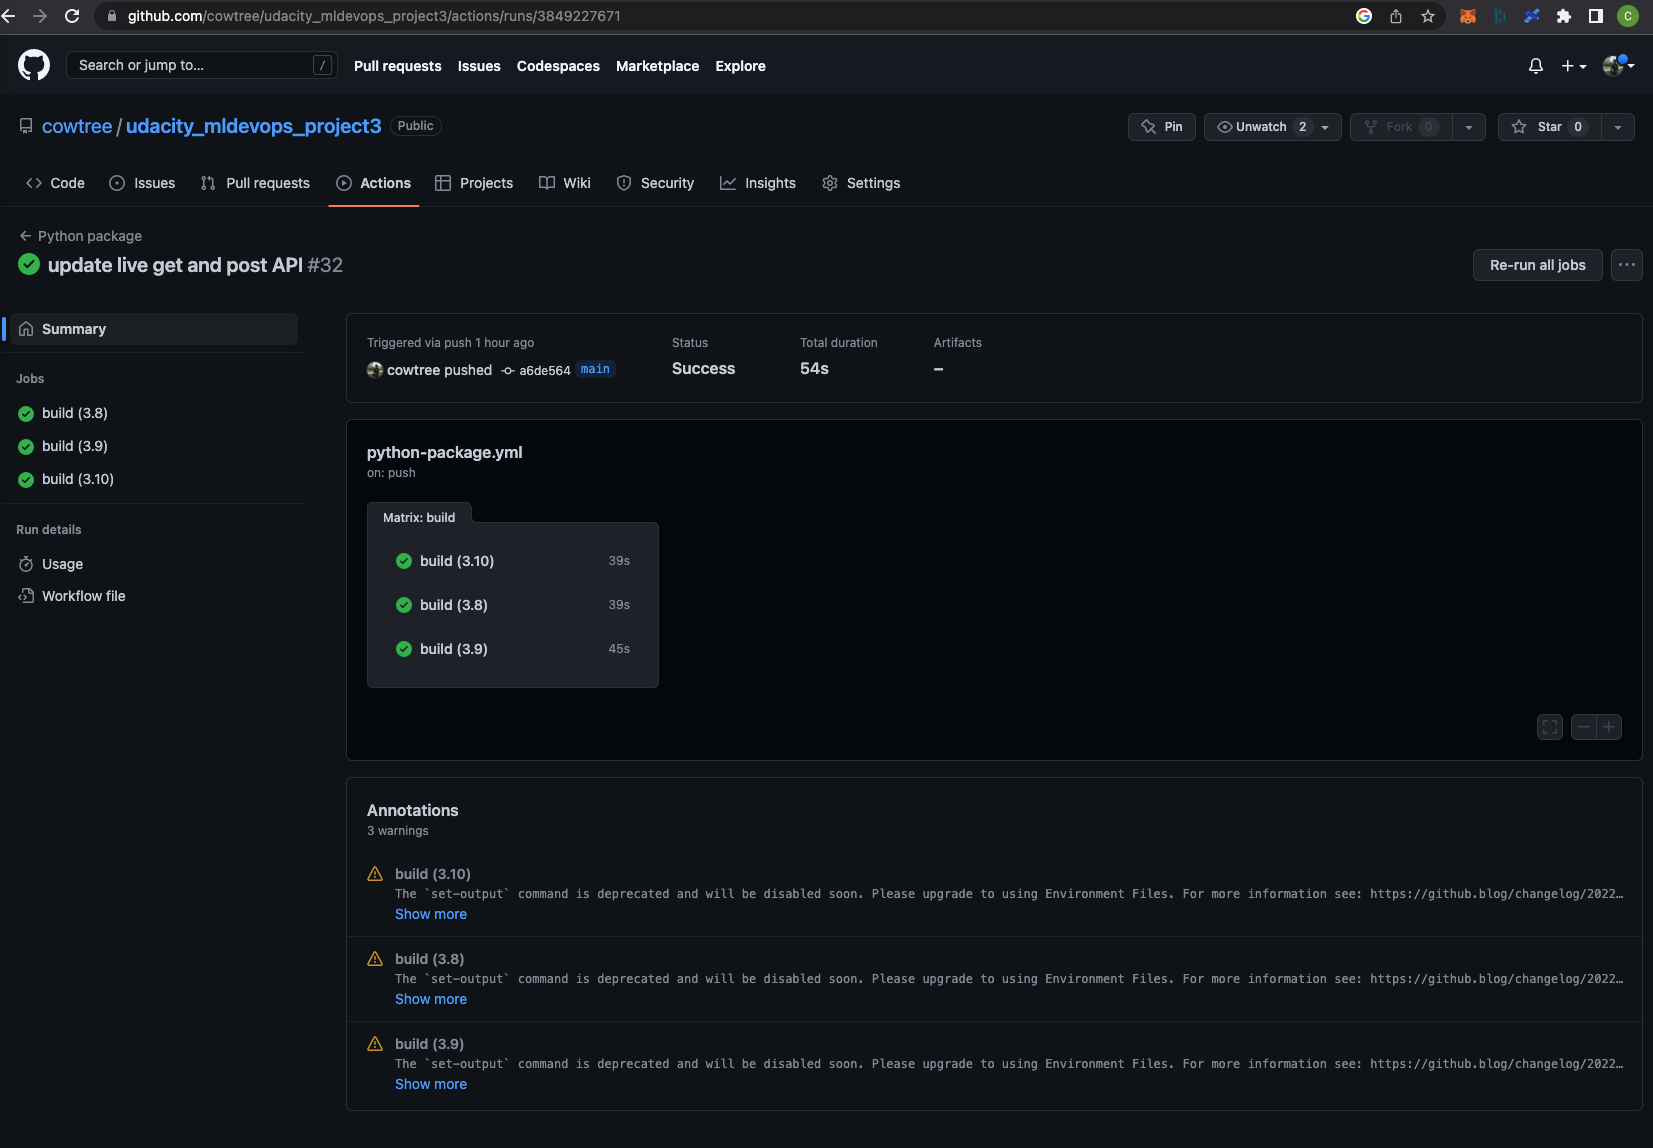 github.com/cowtree/udacity_mldevops_project3/actions/runs/3849227671
G
C
Search or jump to... /
Pull requests Issues Codespaces Marketplace Explore
cowtree / udacity_mldevops_project3 Public
Pin Unwatch 2 Fork 0 Star 0
Code Issues Pull requests Actions Projects Wiki Security Insights Settings
Python package
update live get and post API #32
Re-run all jobs
Summary
Jobs
build (3.8)
build (3.9)
build (3.10)
Run details
Usage
Workflow file
Triggered via push 1 hour ago
cowtree pushed a6de564 main
Status
Success
Total duration
54s
Artifacts
–
python-package.yml
on: push
Matrix: build
build (3.10) 39s
build (3.8) 39s
build (3.9) 45s
Annotations
3 warnings
build (3.10)
The `set-output` command is deprecated and will be disabled soon. Please upgrade to using Environment Files. For more information see: https://github.blog/changelog/2022…
Show more
build (3.8)
The `set-output` command is deprecated and will be disabled soon. Please upgrade to using Environment Files. For more information see: https://github.blog/changelog/2022…
Show more
build (3.9)
The `set-output` command is deprecated and will be disabled soon. Please upgrade to using Environment Files. For more information see: https://github.blog/changelog/2022…
Show more